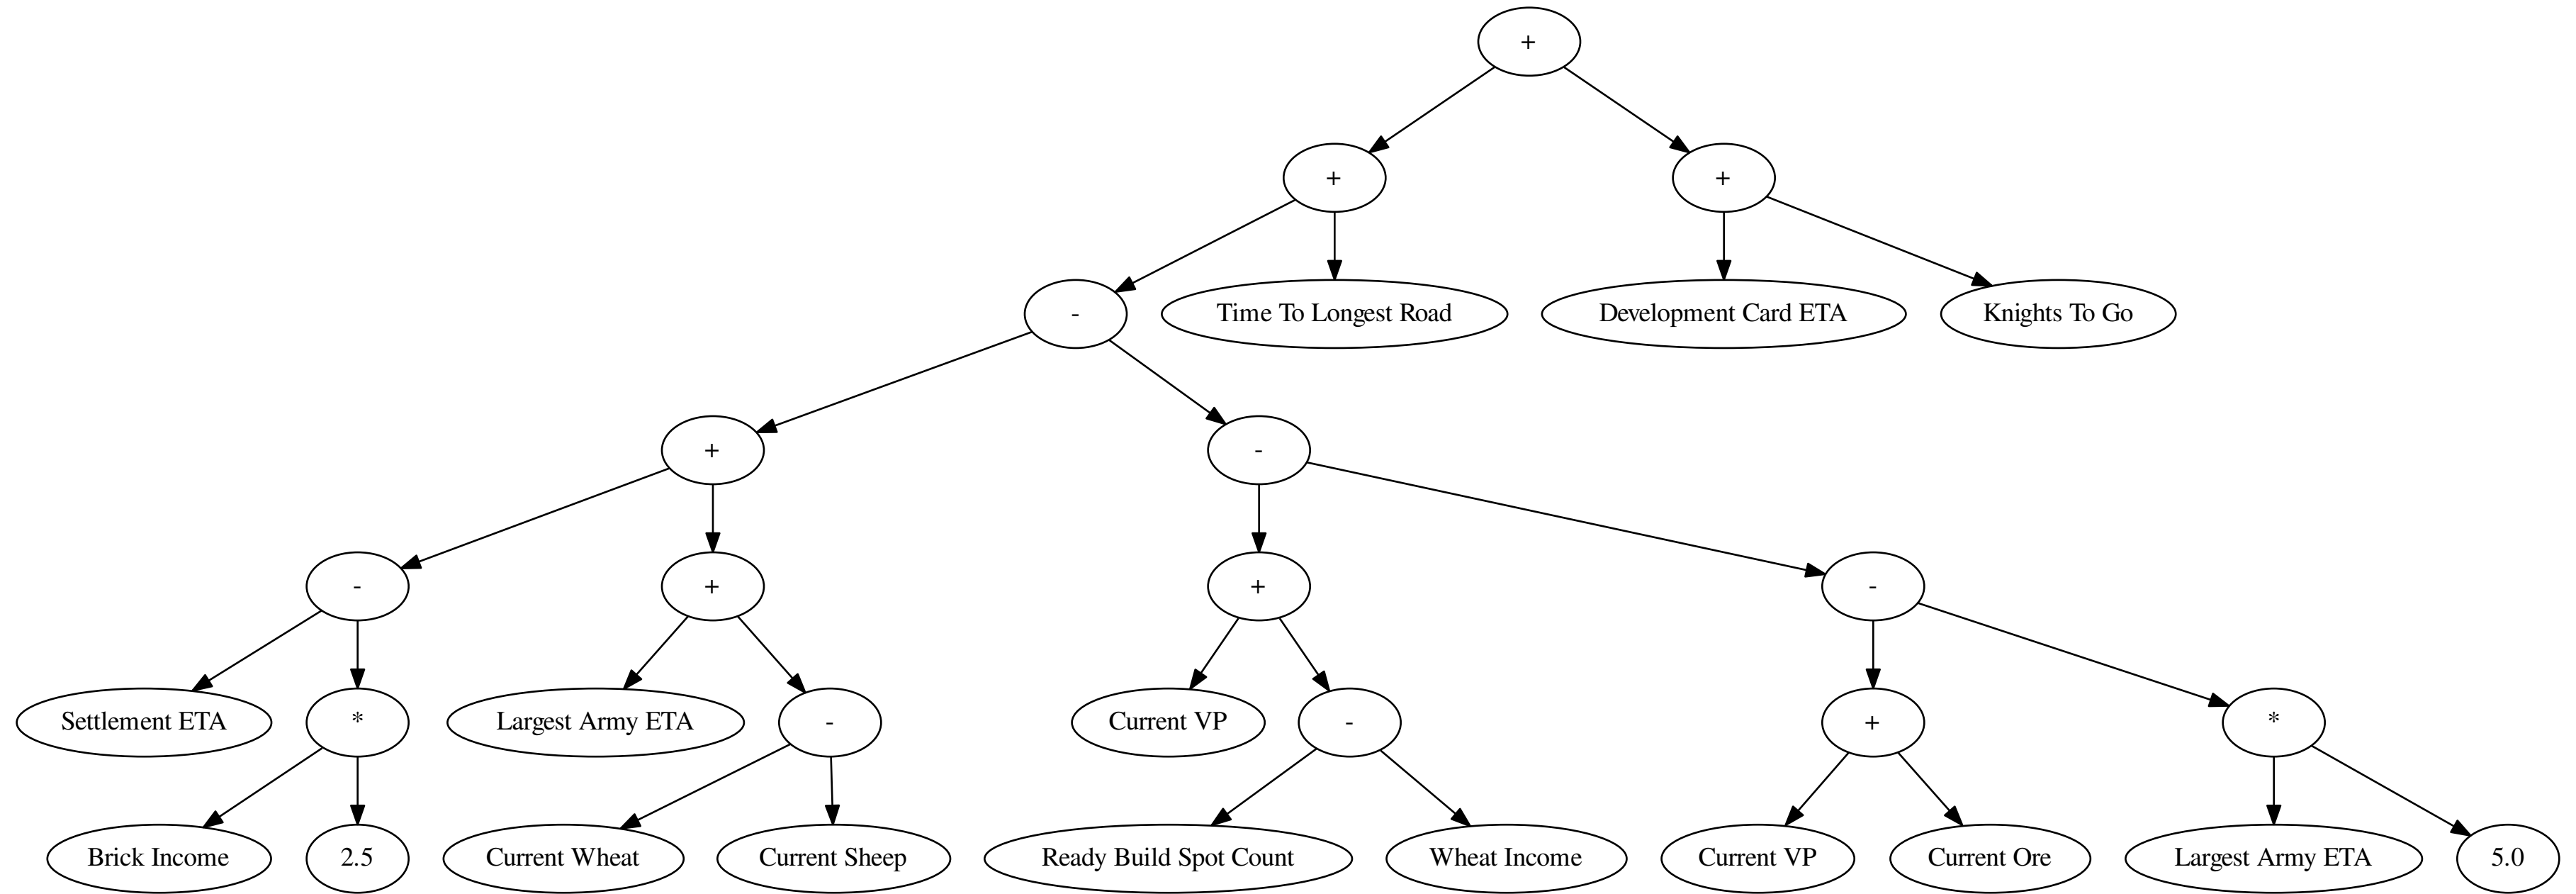 +
+
+
-
Time To Longest Road
Development Card ETA
Knights To Go
+
-
-
+
+
-
Settlement ETA
*
Largest Army ETA
-
Current VP
-
+
*
Brick Income
2.5
Current Wheat
Current Sheep
Ready Build Spot Count
Wheat Income
Current VP
Current Ore
Largest Army ETA
5.0